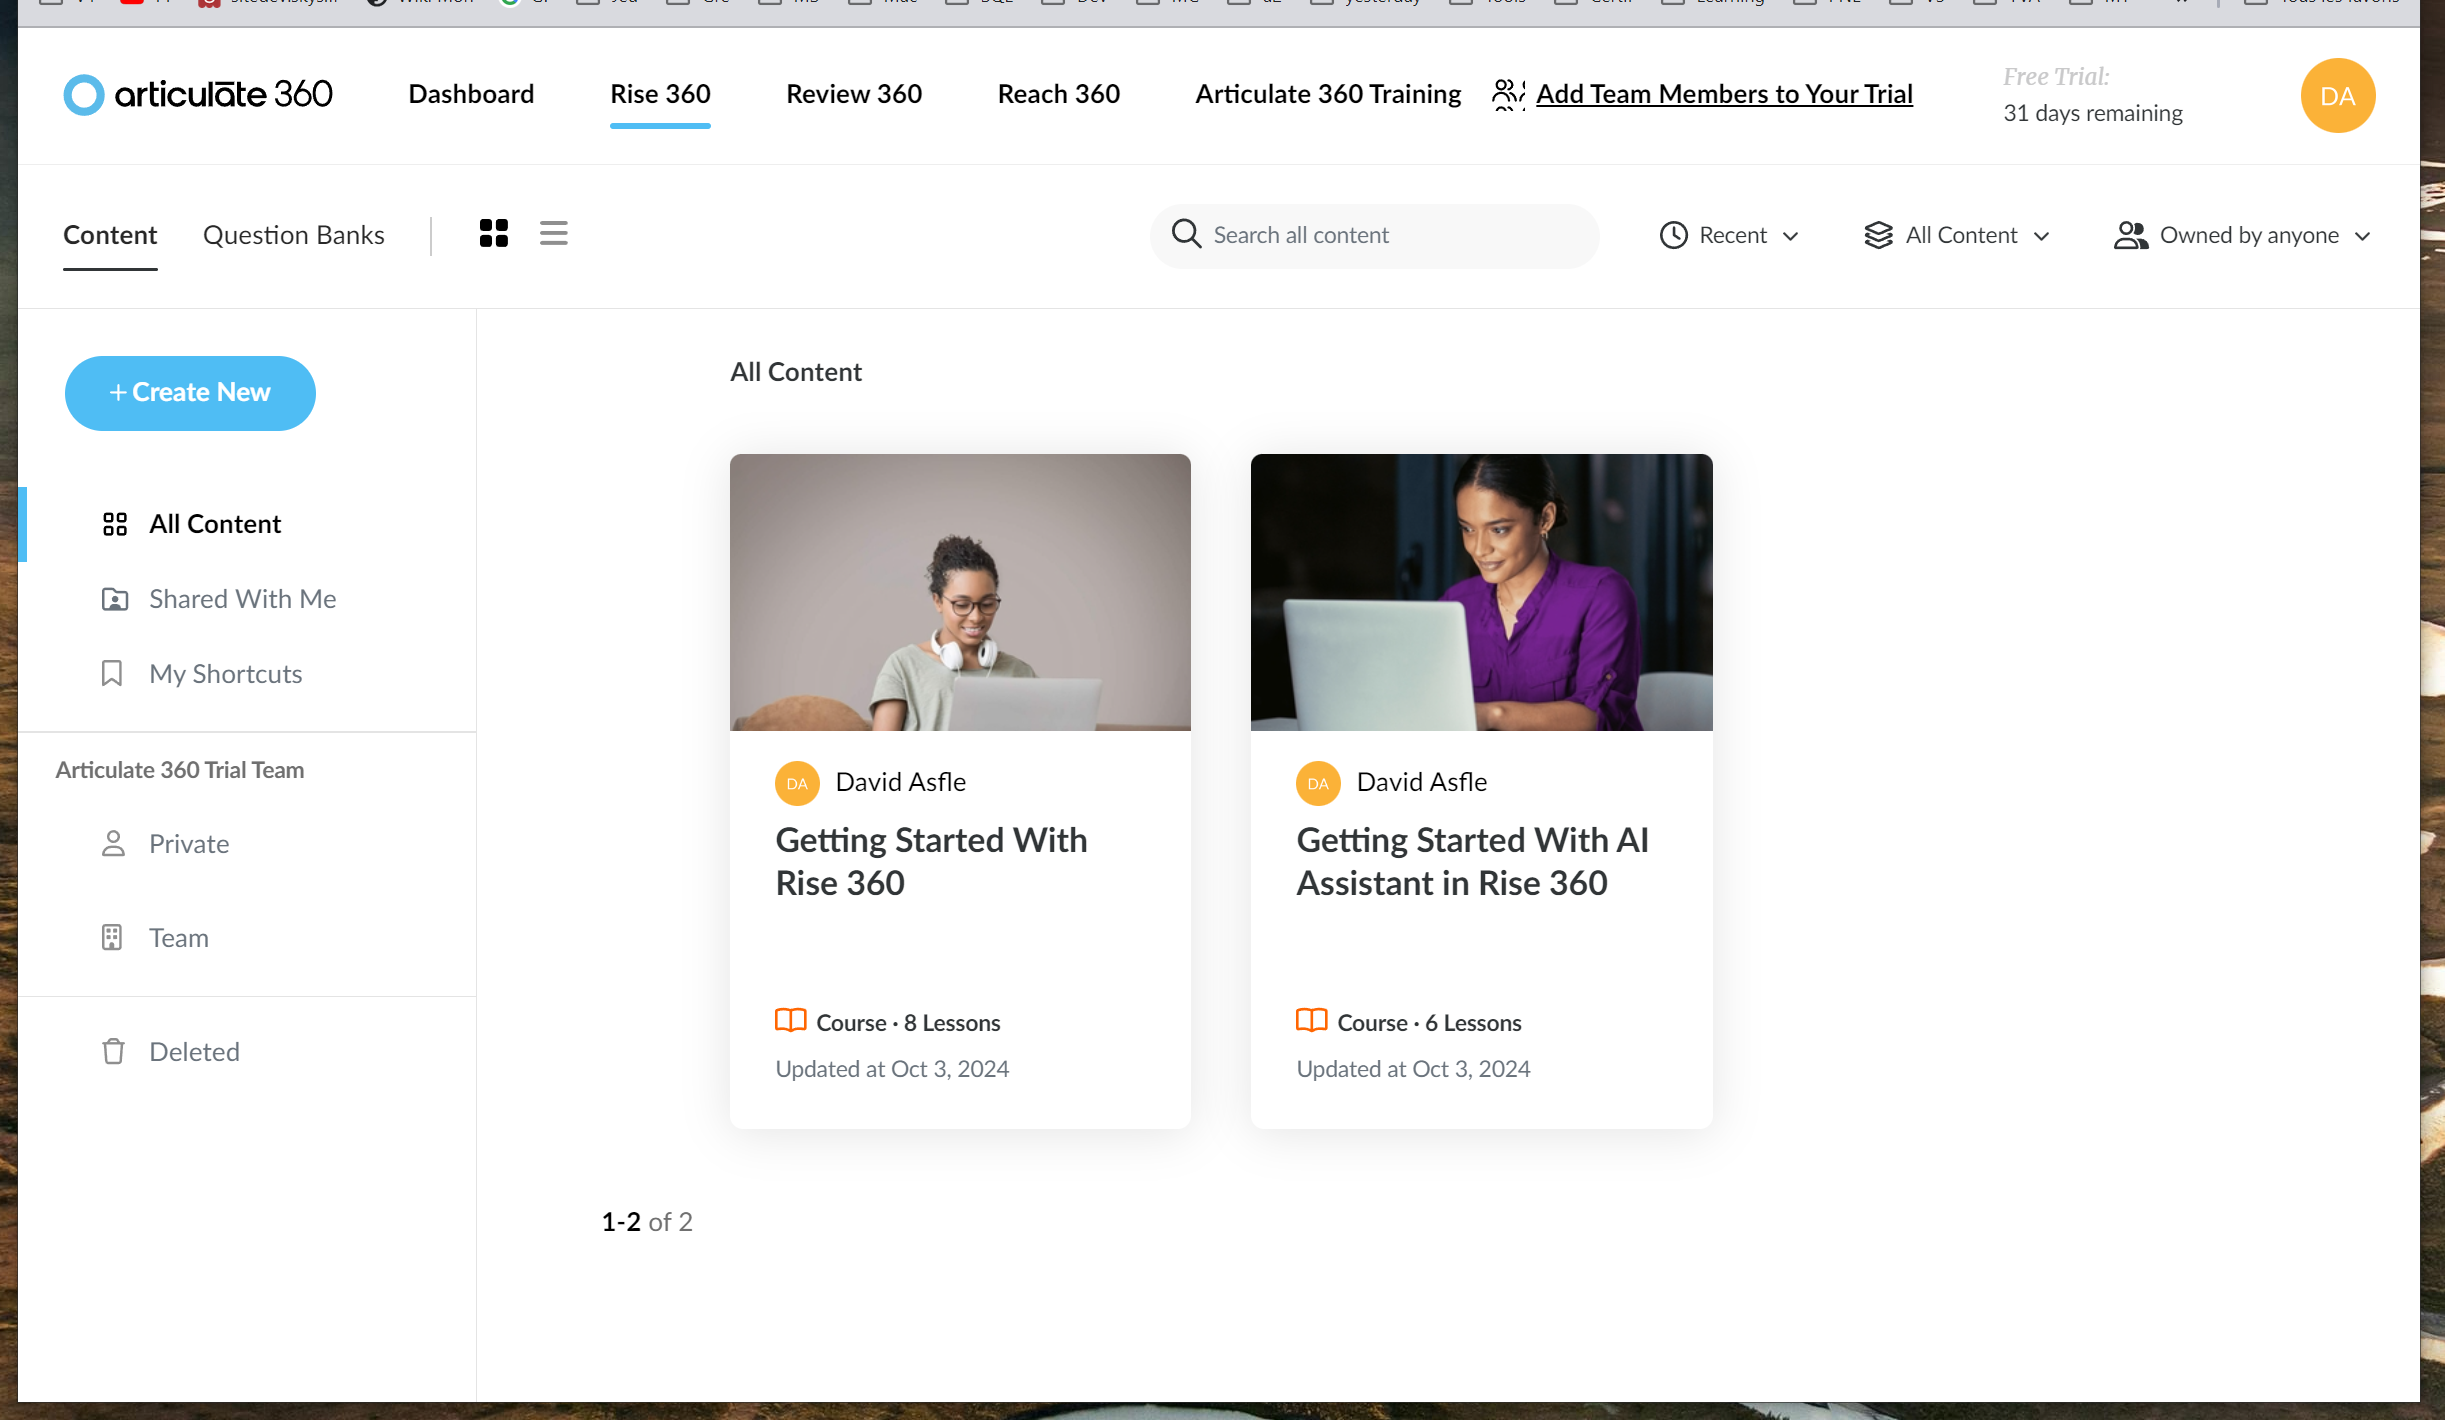 articulate 360
Dashboard
Rise 360
Review 360
Reach 360
Articulate 360 Training
Add Team Members to Your Trial
Free Trial:
31 days remaining
DA
Content
Question Banks
Search all content
Recent
All Content
Owned by anyone
+ Create New
All Content
Shared With Me
My Shortcuts
Articulate 360 Trial Team
Private
Team
Deleted
All Content
DA David Asfle
Getting Started With
Rise 360
Course · 8 Lessons
Updated at Oct 3, 2024
DA David Asfle
Getting Started With AI
Assistant in Rise 360
Course · 6 Lessons
Updated at Oct 3, 2024
1-2 of 2